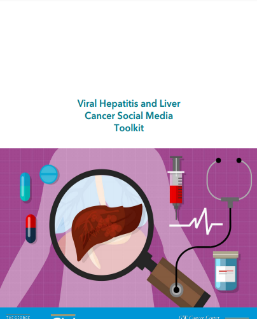 Viral Hepatitis and Liver
Cancer Social Media
Toolkit